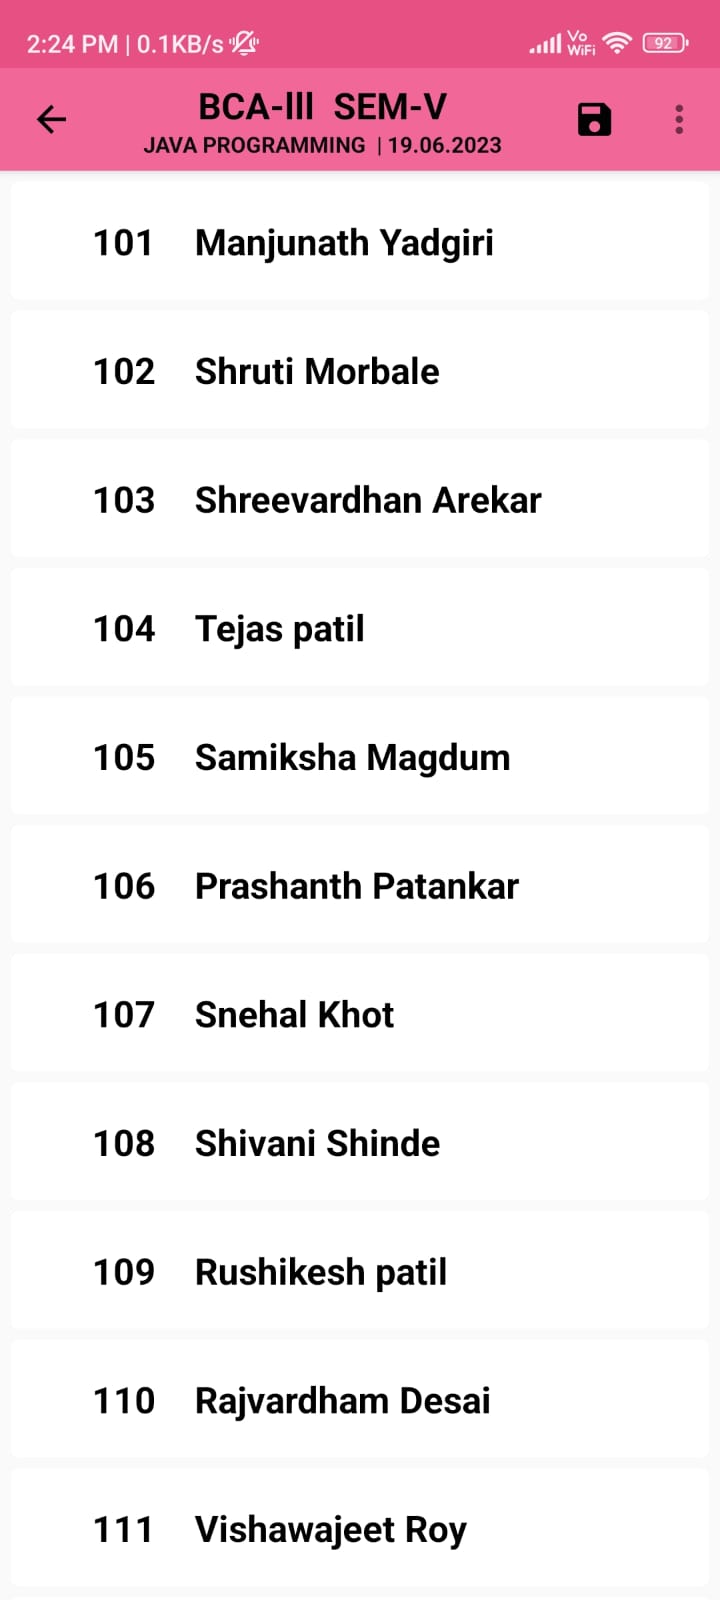 2:24 PM | 0.1KB/s
Vo
WiFi
92
BCA-III SEM-V
JAVA PROGRAMMING | 19.06.2023
101 Manjunath Yadgiri
102 Shruti Morbale
103 Shreevardhan Arekar
104 Tejas patil
105 Samiksha Magdum
106 Prashanth Patankar
107 Snehal Khot
108 Shivani Shinde
109 Rushikesh patil
110 Rajvardham Desai
111 Vishawajeet Roy